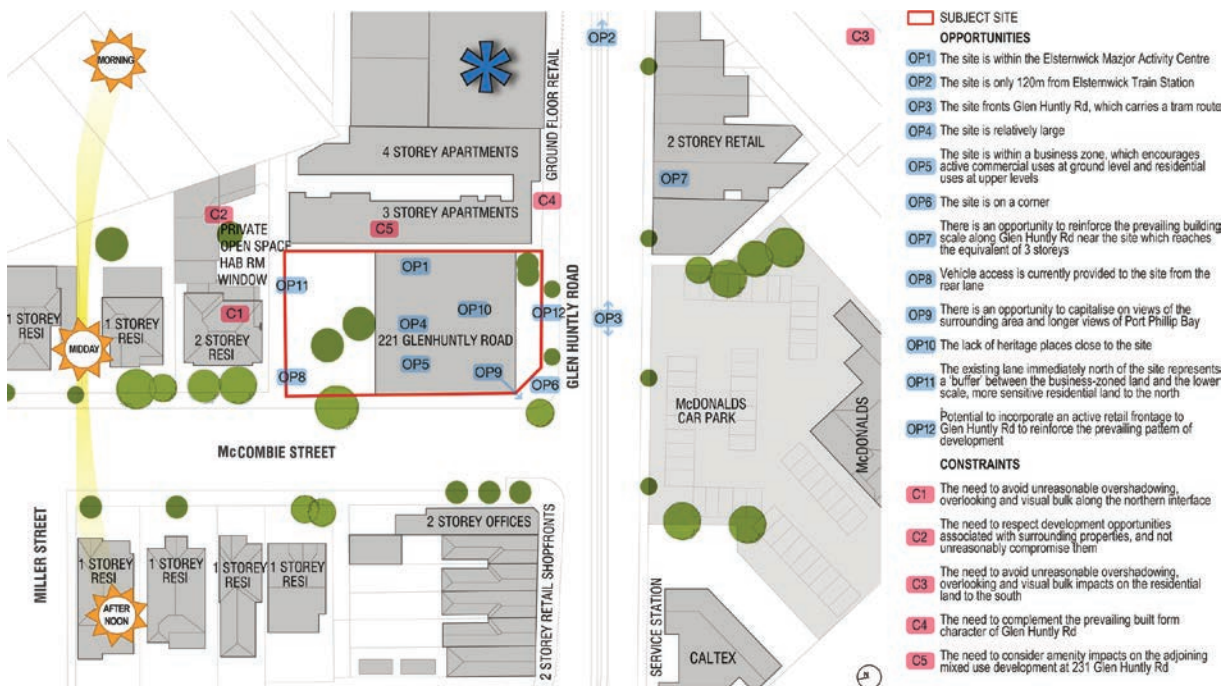 MORNING
OP2
C3
4 STOREY APARTMENTS
GROUND FLOOR RETAIL
2 STOREY RETAIL
OP7
3 STOREY APARTMENTS
C4
C5
C2
PRIVATE
OPEN SPACE
HAB RM
WINDOW
OP1
OP11
OP10
OP12
OP3
OP4
221 GLENHUNTLY ROAD
OP5
OP9
OP8
OP6
GLEN HUNTLY ROAD
1 STOREY
RESI
MIDDAY
1 STOREY
RESI
C1
2 STOREY
RESI
McDONALDS
CAR PARK
McDONALDS
McCOMBIE STREET
MILLER STREET
2 STOREY OFFICES
2 STOREY RETAIL SHOPFRONTS
1 STOREY
RESI
1 STOREY
RESI
1 STOREY
RESI
1 STOREY
RESI
AFTER
NOON
SERVICE STATION
CALTEX
N
SUBJECT SITE
OPPORTUNITIES
OP1 The site is within the Elsternwick Mazjor Activity Centre
OP2 The site is only 120m from Elsternwick Train Station
OP3 The site fronts Glen Huntly Rd, which carries a tram route
OP4 The site is relatively large
OP5 The site is within a business zone, which encourages
active commercial uses at ground level and residential
uses at upper levels
OP6 The site is on a corner
OP7 There is an opportunity to reinforce the prevailing building
scale along Glen Huntly Rd near the site which reaches
the equivalent of 3 storeys
OP8 Vehicle access is currently provided to the site from the
rear lane
OP9 There is an opportunity to capitalise on views of the
surrounding area and longer views of Port Phillip Bay
OP10 The lack of heritage places close to the site
OP11 The existing lane immediately north of the site represents
a 'buffer' between the business-zoned land and the lower
scale, more sensitive residential land to the north
OP12 Potential to incorporate an active retail frontage to
Glen Huntly Rd to reinforce the prevailing pattern of
development
CONSTRAINTS
C1 The need to avoid unreasonable overshadowing,
overlooking and visual bulk along the northern interface
C2 The need to respect development opportunities
associated with surrounding properties, and not
unreasonably compromise them
C3 The need to avoid unreasonable overshadowing,
overlooking and visual bulk impacts on the residential
land to the south
C4 The need to complement the prevailing built form
character of Glen Huntly Rd
C5 The need to consider amenity impacts on the adjoining
mixed use development at 231 Glen Huntly Rd